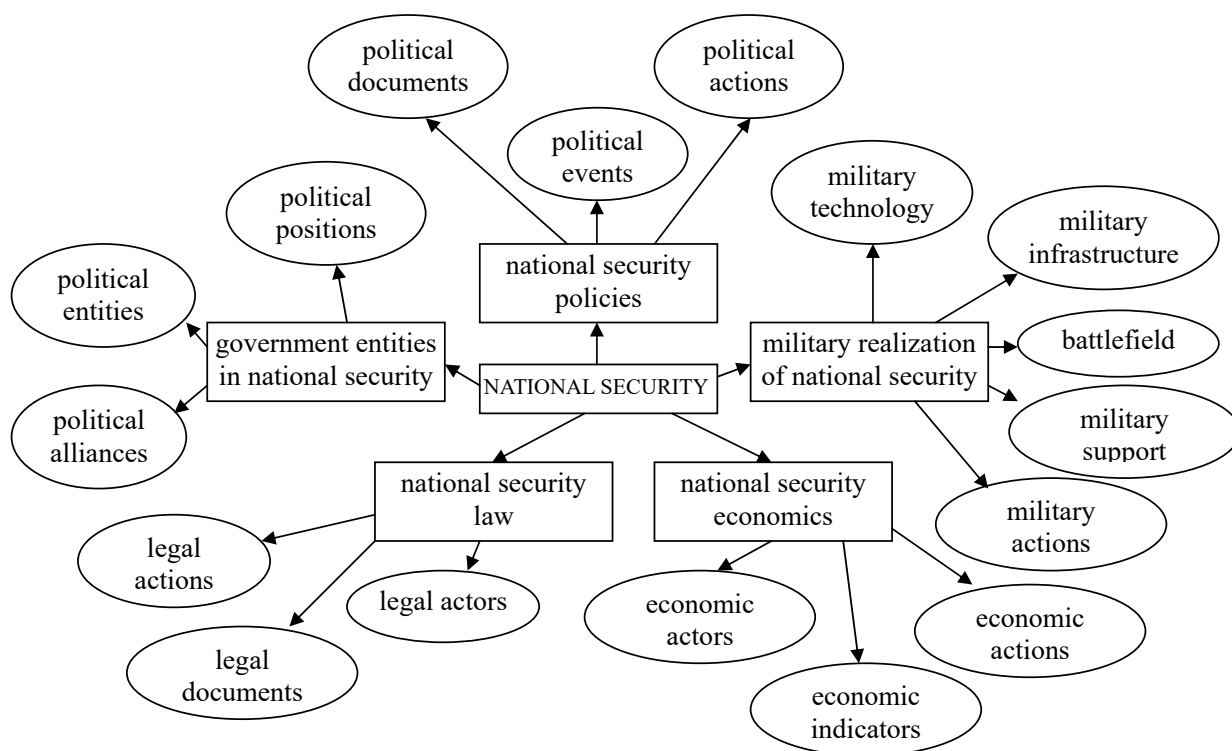 political
documents
political
actions
political
events
military
technology
political
positions
military
infrastructure
national security
policies
political
entities
government entities
in national security
military realization
of national security
battlefield
NATIONAL SECURITY
political
alliances
military
support
national security
law
national security
economics
military
actions
legal
actions
legal actors
economic
actors
economic
actions
legal
documents
economic
indicators